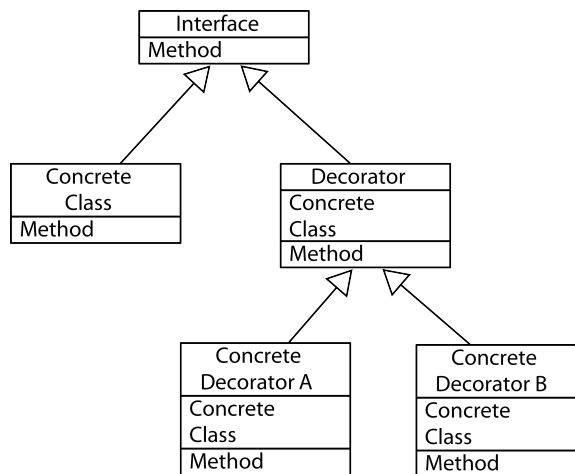 Interface
Method
Concrete
Class
Method
Decorator
Concrete
Class
Method
Concrete
Decorator A
Concrete
Class
Method
Concrete
Decorator B
Concrete
Class
Method